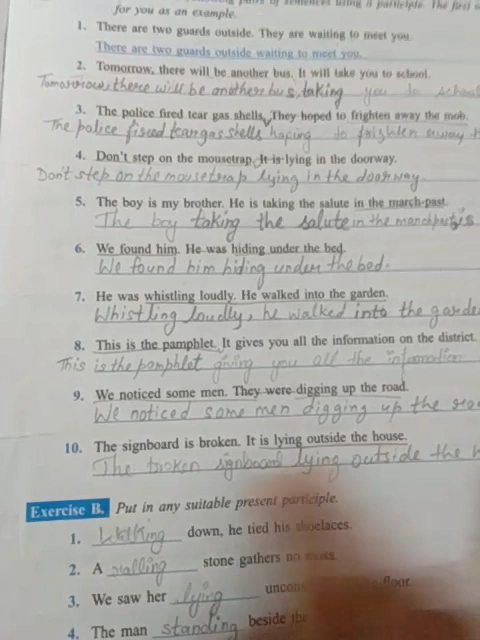 for you as an example.
1. There are two guards outside. They are waiting to meet you.
There are two guards outside waiting to meet you.
2. Tomorrow, there will be another bus. It will take you to school.
Tomorrow, there will be another bus, taking you to school
3. The police fired tear gas shells. They hoped to frighten away the mob.
The police fired tear gas shells hoping to frighten away
4. Don't step on the mousetrap. It is lying in the doorway.
Don't step on the mousetrap lying in the doorway.
5. The boy is my brother. He is taking the salute in the march-past.
The boy taking the salute in the marchpast is
6. We found him. He was hiding under the bed.
We found him hiding under the bed.
7. He was whistling loudly. He walked into the garden.
Whistling loudly, he walked into the garde
8. This is the pamphlet. It gives you all the information on the district.
This is the pamphlet giving you all the information
9. We noticed some men. They were digging up the road.
We noticed some men digging up the
10. The signboard is broken. It is lying outside the house.
The broken signboard lying outside the h
Exercise B. Put in any suitable present participle.
1. down, he tied his shoelaces.
2. A stone gathers no moss.
3. We saw her lying uncon floor.
4. The man standing beside the